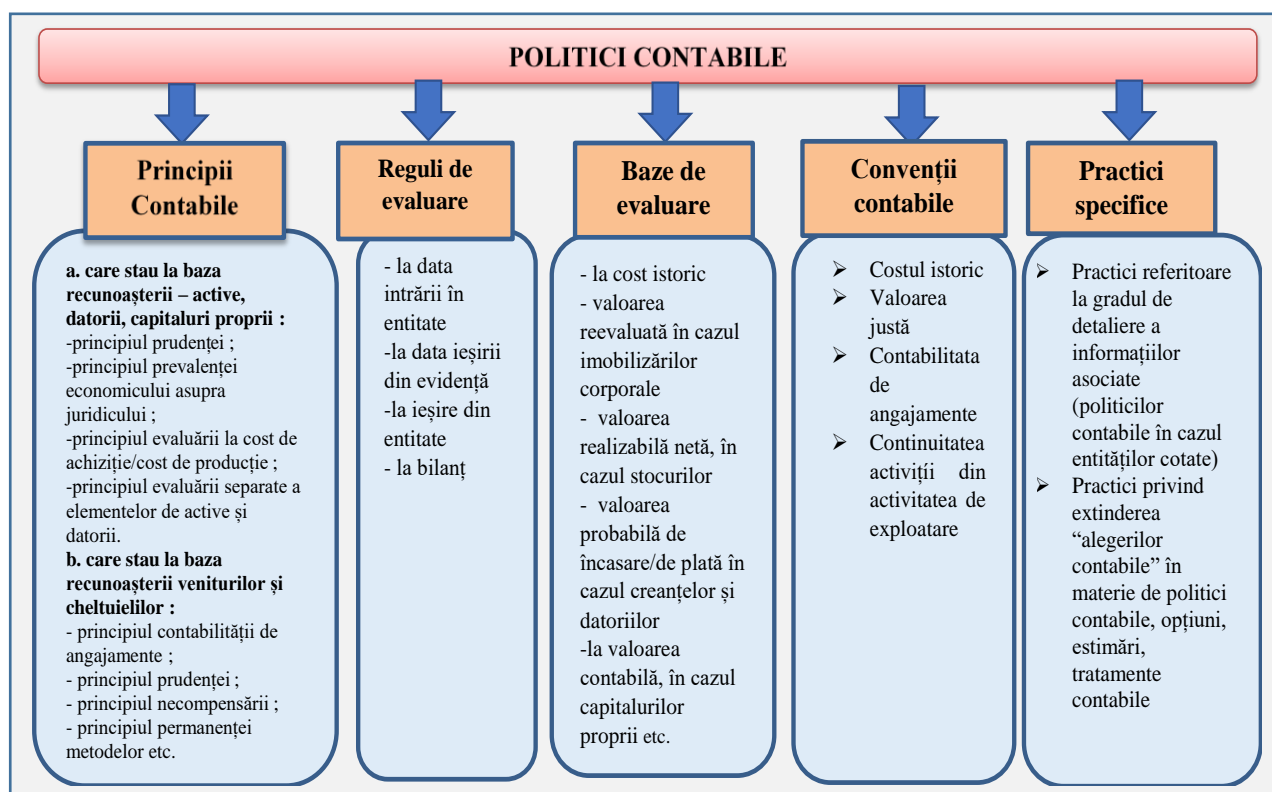 POLITICI CONTABILE
Principii
Contabile
a. care stau la baza
recunoașterii – active,
datorii, capitaluri proprii :
-principiul prudenței ;
-principiul prevalenței
economicului asupra
juridicului ;
-principiul evaluării la cost de
achiziție/cost de producție ;
-principiul evaluării separate a
elementelor de active și
datorii.
b. care stau la baza
recunoașterii veniturilor și
cheltuielilor :
- principiul contabilității de
angajamente ;
- principiul prudenței ;
- principiul necompensării ;
- principiul permanenței
metodelor etc.
Reguli de
evaluare
- la data
intrării în
entitate
-la data ieșirii
din evidență
-la ieșire din
entitate
- la bilanț
Baze de
evaluare
- la cost istoric
- valoarea
reevaluată în cazul
imobilizărilor
corporale
- valoarea
realizabilă netă, în
cazul stocurilor
- valoarea
probabilă de
încasare/de plată în
cazul creanțelor și
datoriilor
-la valoarea
contabilă, în cazul
capitalurilor
proprii etc.
Convenții
contabile
➢ Costul istoric
➢ Valoarea
justă
➢ Contabilitata
de
angajamente
➢ Continuitatea
activițíi din
activitatea de
exploatare
Practici
specifice
➢ Practici referitoare
la gradul de
detaliere a
informațiilor
asociate
(politicilor
contabile în cazul
entităților cotate)
➢ Practici privind
extinderea
“alegerilor
contabile” în
materie de politici
contabile, opțiuni,
estimări,
tratamente
contabile